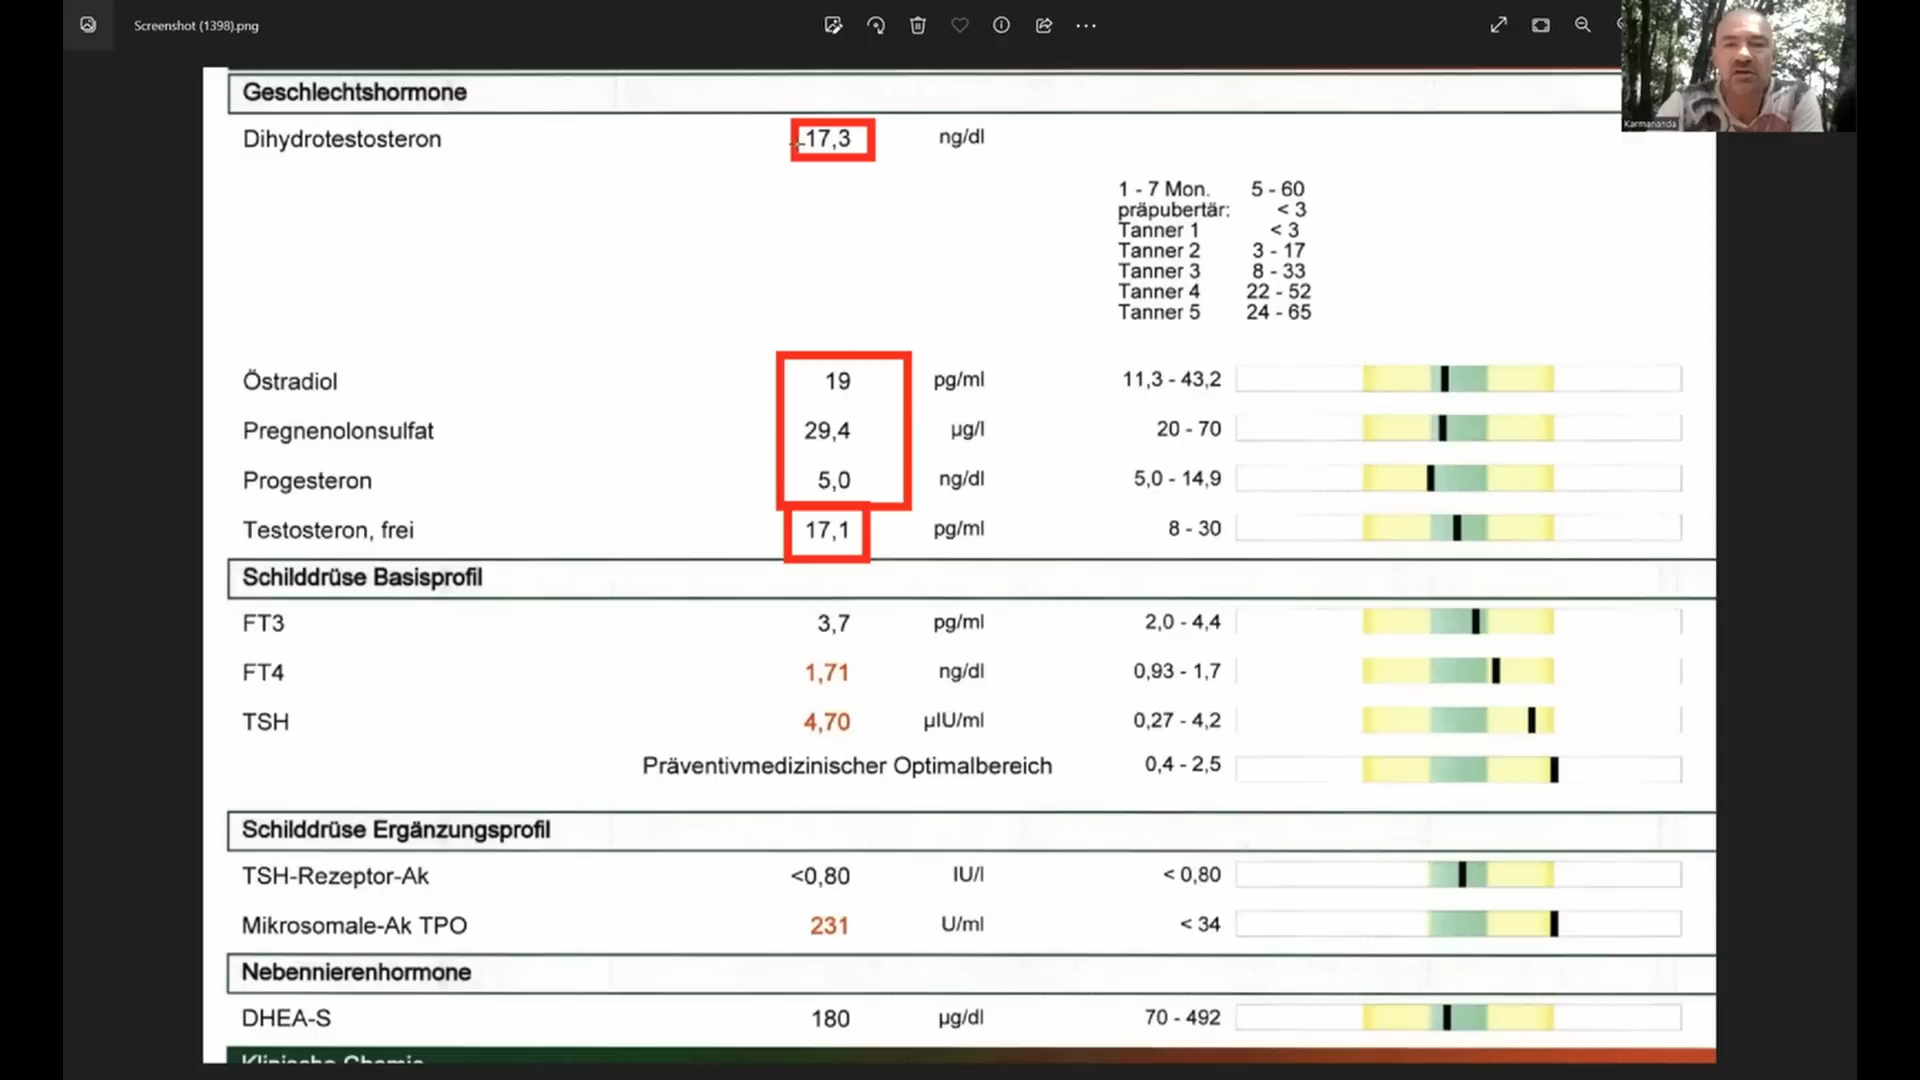 Screenshot (1398).png
Karmananda
Geschlechtshormone
Dihydrotestosteron 17,3 ng/dl
1 - 7 Mon. 5 - 60
präpubertär: < 3
Tanner 1 < 3
Tanner 2 3 - 17
Tanner 3 8 - 33
Tanner 4 22 - 52
Tanner 5 24 - 65
Östradiol 19 pg/ml 11,3 - 43,2
Pregnenolonsulfat 29,4 µg/l 20 - 70
Progesteron 5,0 ng/dl 5,0 - 14,9
Testosteron, frei 17,1 pg/ml 8 - 30
Schilddrüse Basisprofil
FT3 3,7 pg/ml 2,0 - 4,4
FT4 1,71 ng/dl 0,93 - 1,7
TSH 4,70 µIU/ml 0,27 - 4,2
Präventivmedizinischer Optimalbereich 0,4 - 2,5
Schilddrüse Ergänzungsprofil
TSH-Rezeptor-Ak <0,80 IU/l < 0,80
Mikrosomale-Ak TPO 231 U/ml < 34
Nebennierenhormone
DHEA-S 180 µg/dl 70 - 492
Klinische Chemie